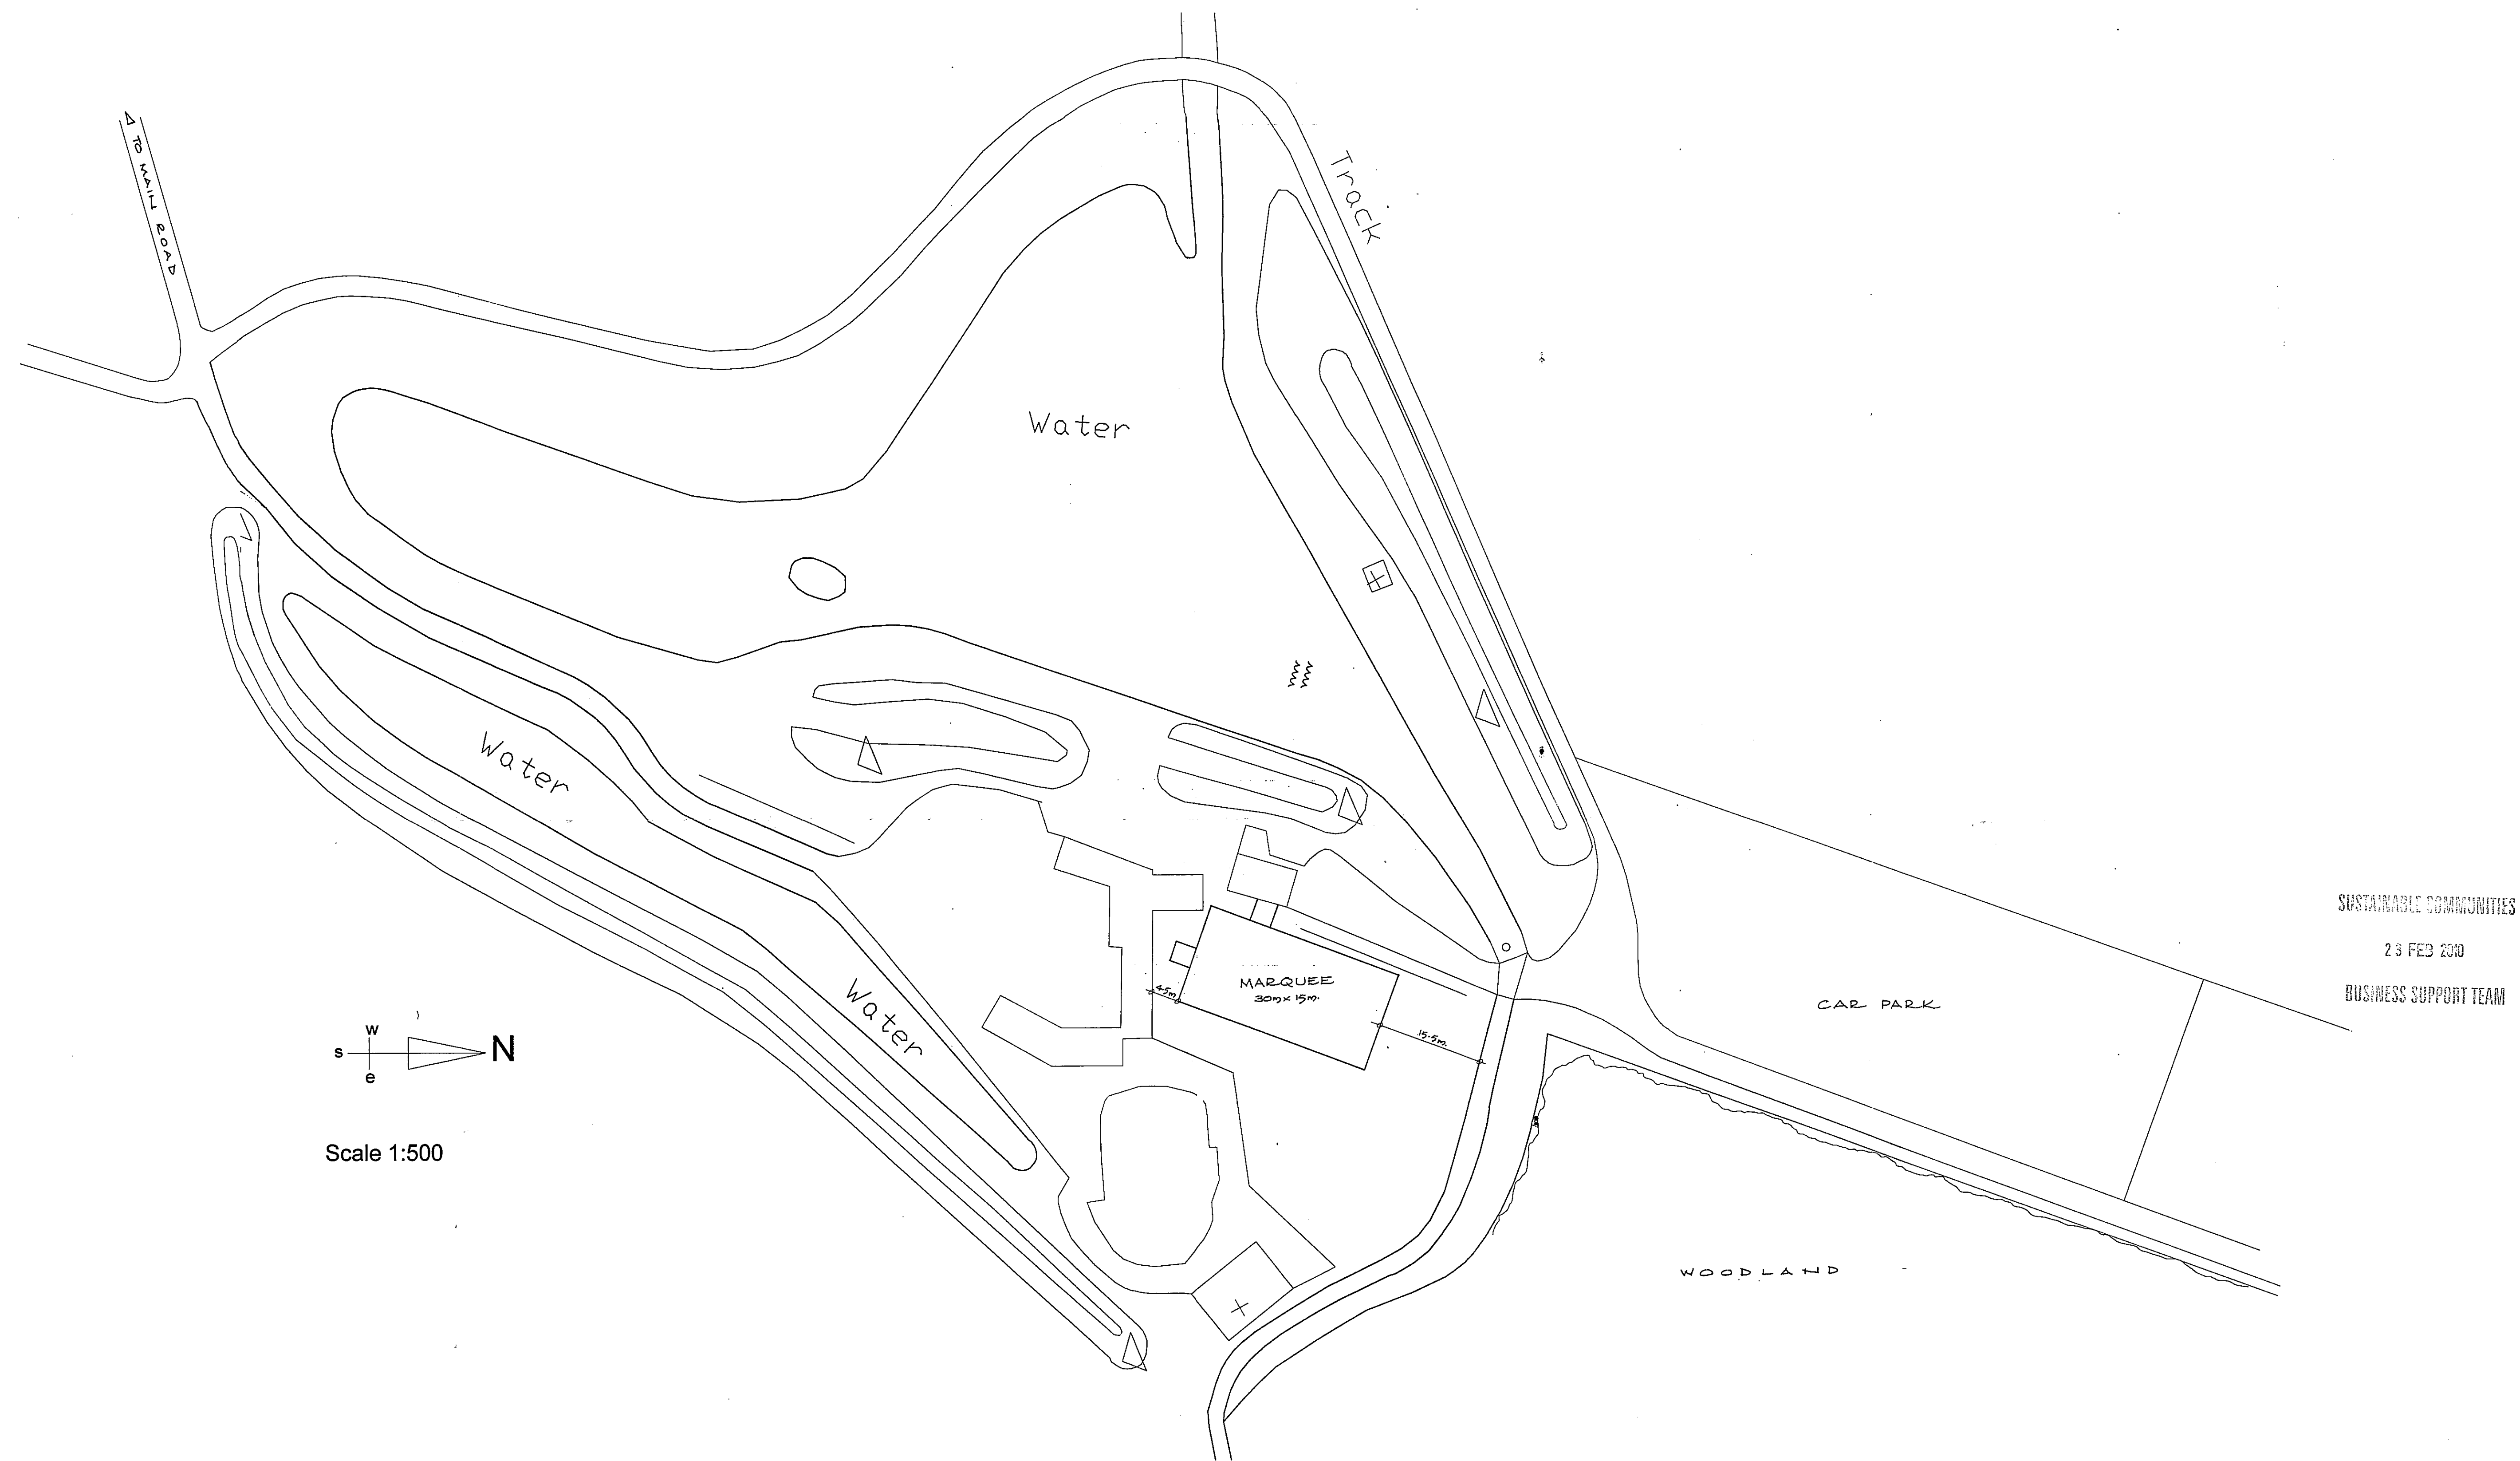 TO MAIN ROAD
Track
Water
Water
Water
MARQUEE
30m x 15m.
4.5m
15.5m.
CAR PARK
SUSTAINABLE COMMUNITIES
23 FEB 2010
BUSINESS SUPPORT TEAM
w
s
N
e
Scale 1:500
WOODLAND